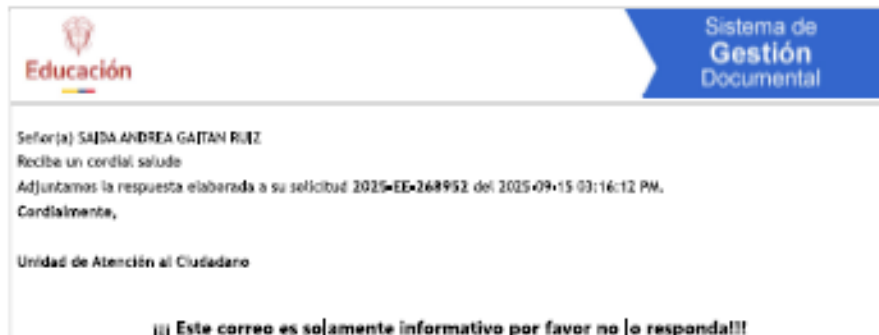 Educación
Sistema de
Gestión
Documental
Señor(a) SAIDA ANDREA GAITAN RUIZ
Reciba un cordial saludo
Adjuntamos la respuesta elaborada a su solicitud 2025-EE-268952 del 2025-09-15 03:16:12 PM.
Cordialmente,
Unidad de Atención al Ciudadano
¡¡¡ Este correo es solamente informativo por favor no lo responda!!!